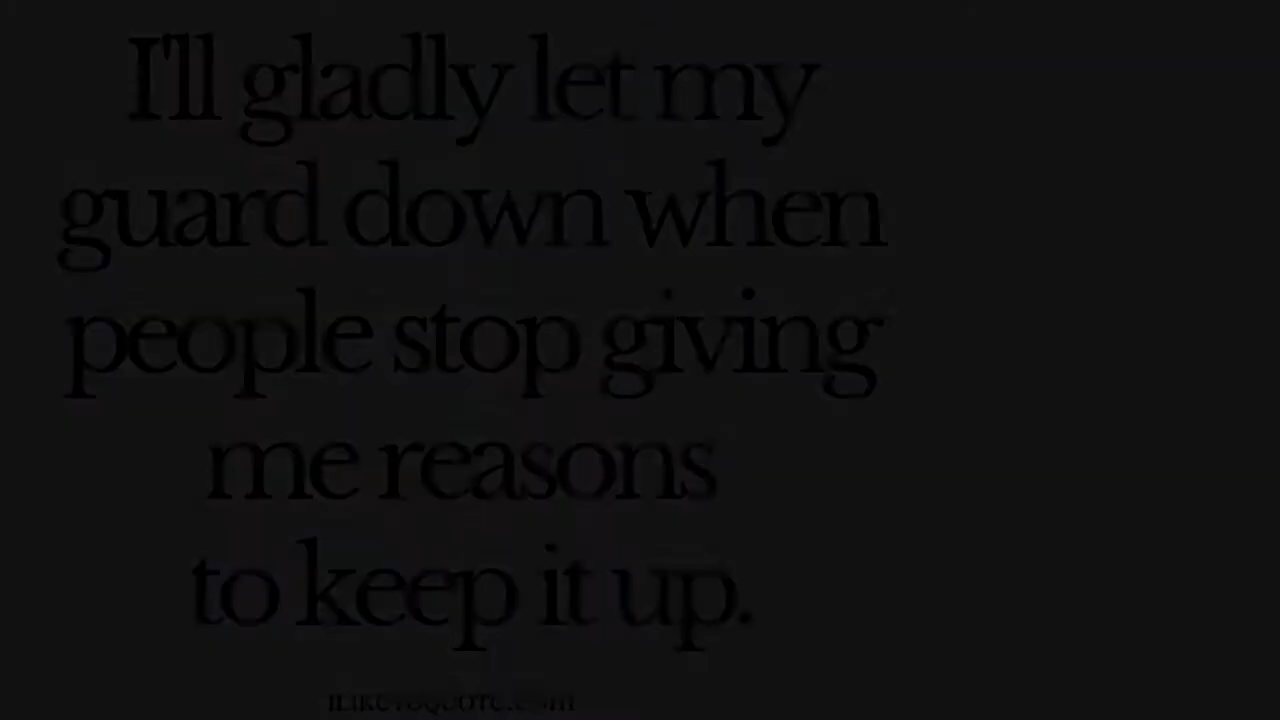 I'll gladly let my
guard down when
people stop giving
me reasons
to keep it up.